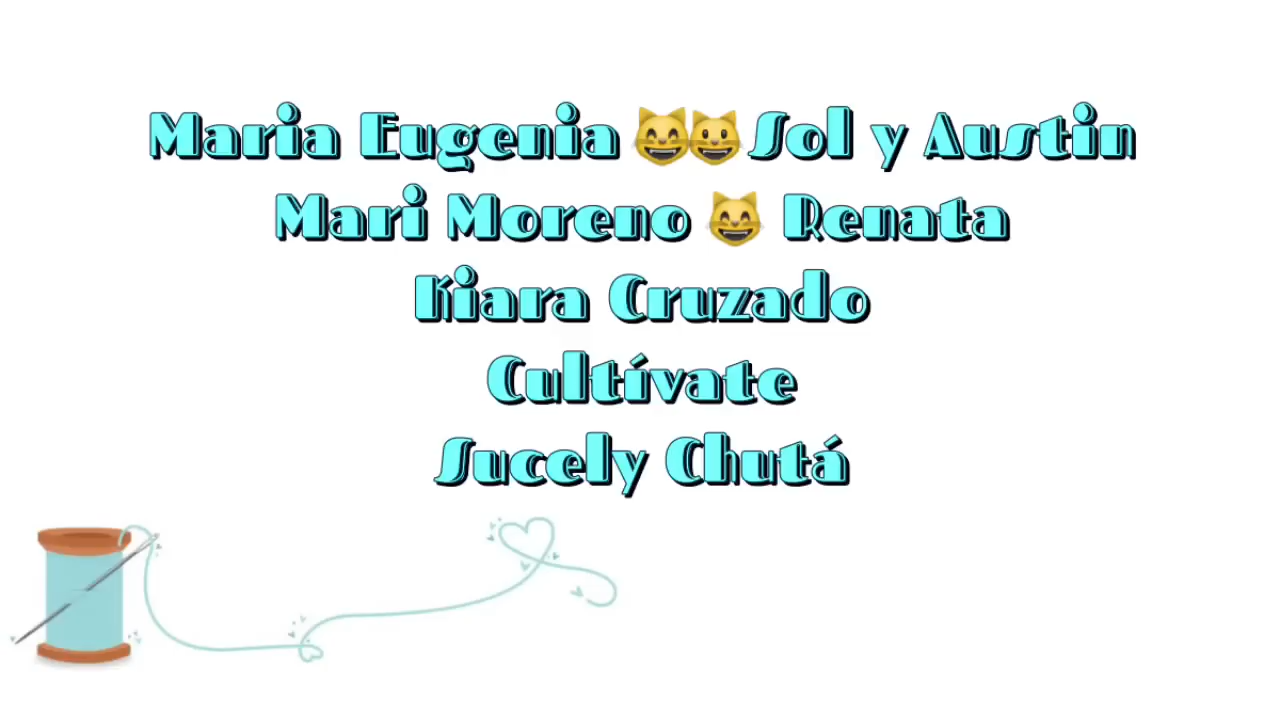 Maria Eugenia 😸😺 Sol y Austin
Mari Moreno 😸 Renata
Kiara Cruzado
Cultívate
Sucely Chutá